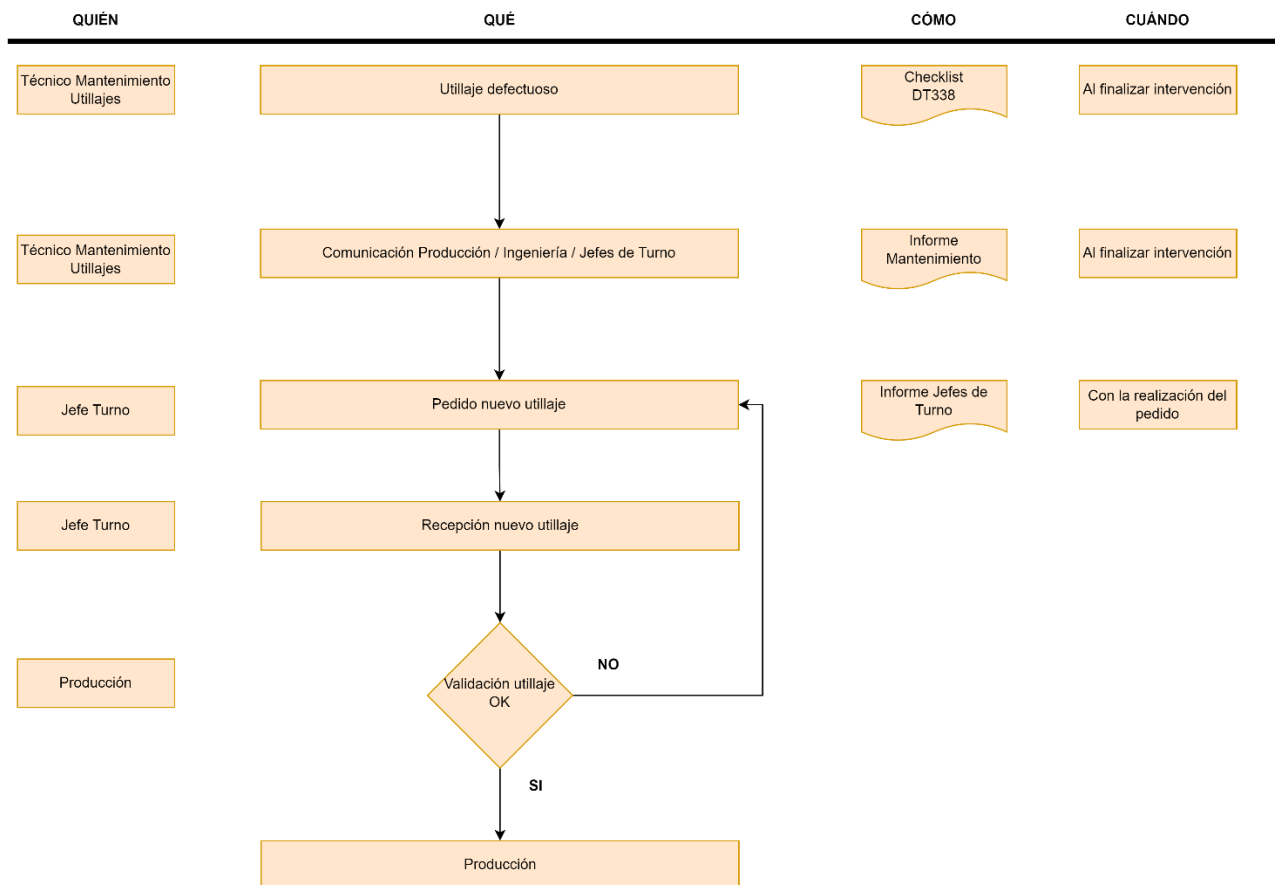 QUIÉN
QUÉ
CÓMO
CUÁNDO
Técnico Mantenimiento
Utillajes
Utillaje defectuoso
Checklist
DT338
Al finalizar intervención
Técnico Mantenimiento
Utillajes
Comunicación Producción / Ingeniería / Jefes de Turno
Informe
Mantenimiento
Al finalizar intervención
Jefe Turno
Pedido nuevo utillaje
Informe Jefes de
Turno
Con la realización del
pedido
Jefe Turno
Recepción nuevo utillaje
Producción
Validación utillaje
OK
NO
SI
Producción